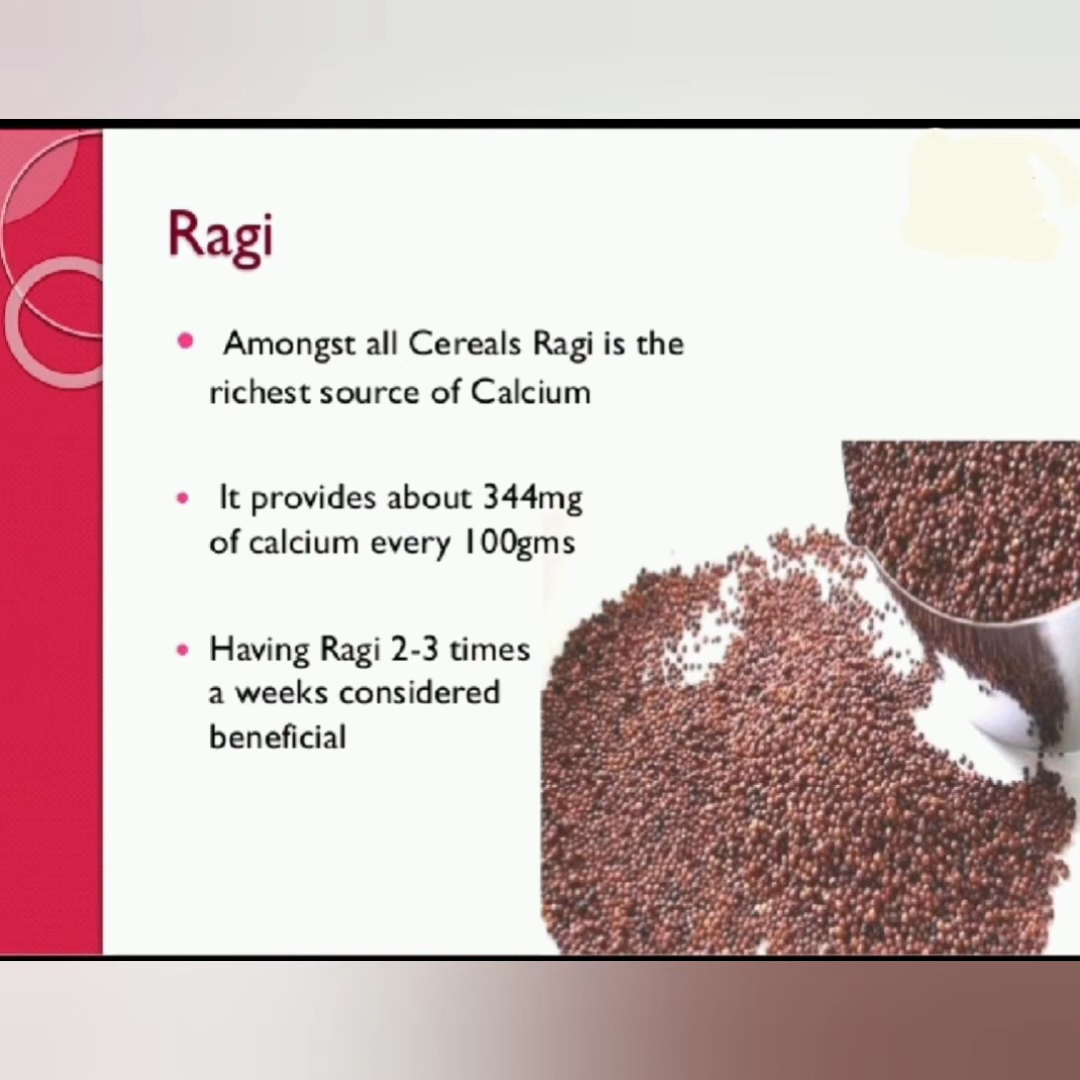 Ragi
Amongst all Cereals Ragi is the
richest source of Calcium
It provides about 344mg
of calcium every 100gms
Having Ragi 2-3 times
a weeks considered
beneficial